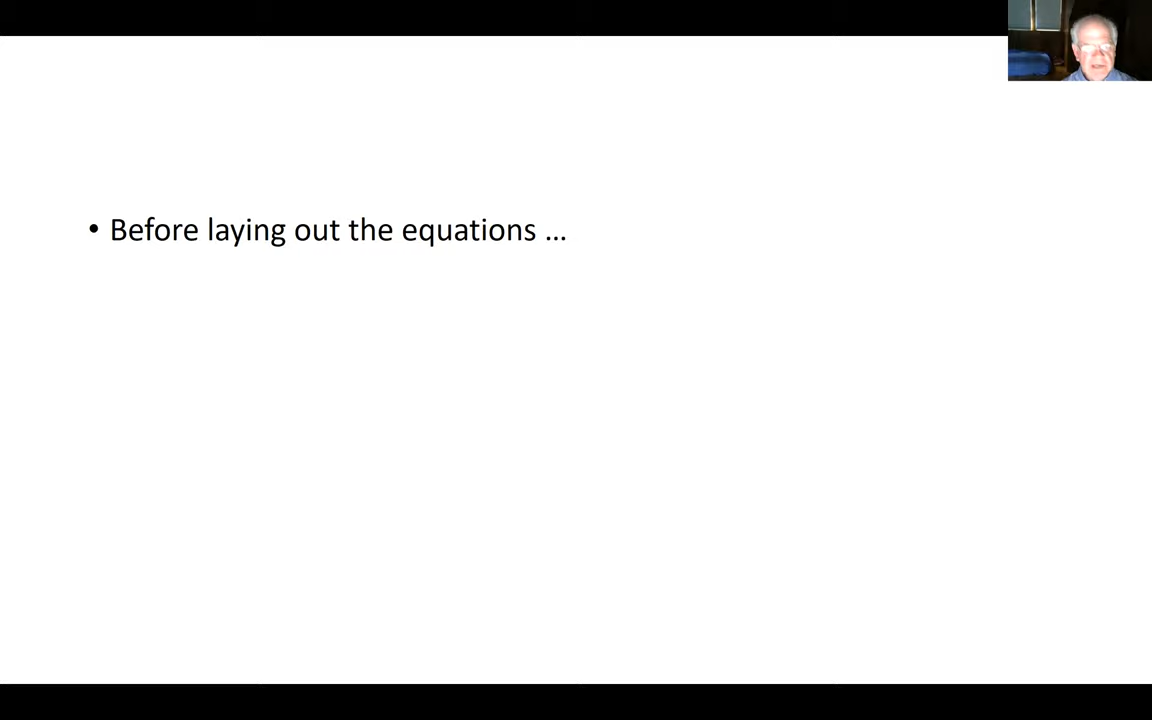 • Before laying out the equations …